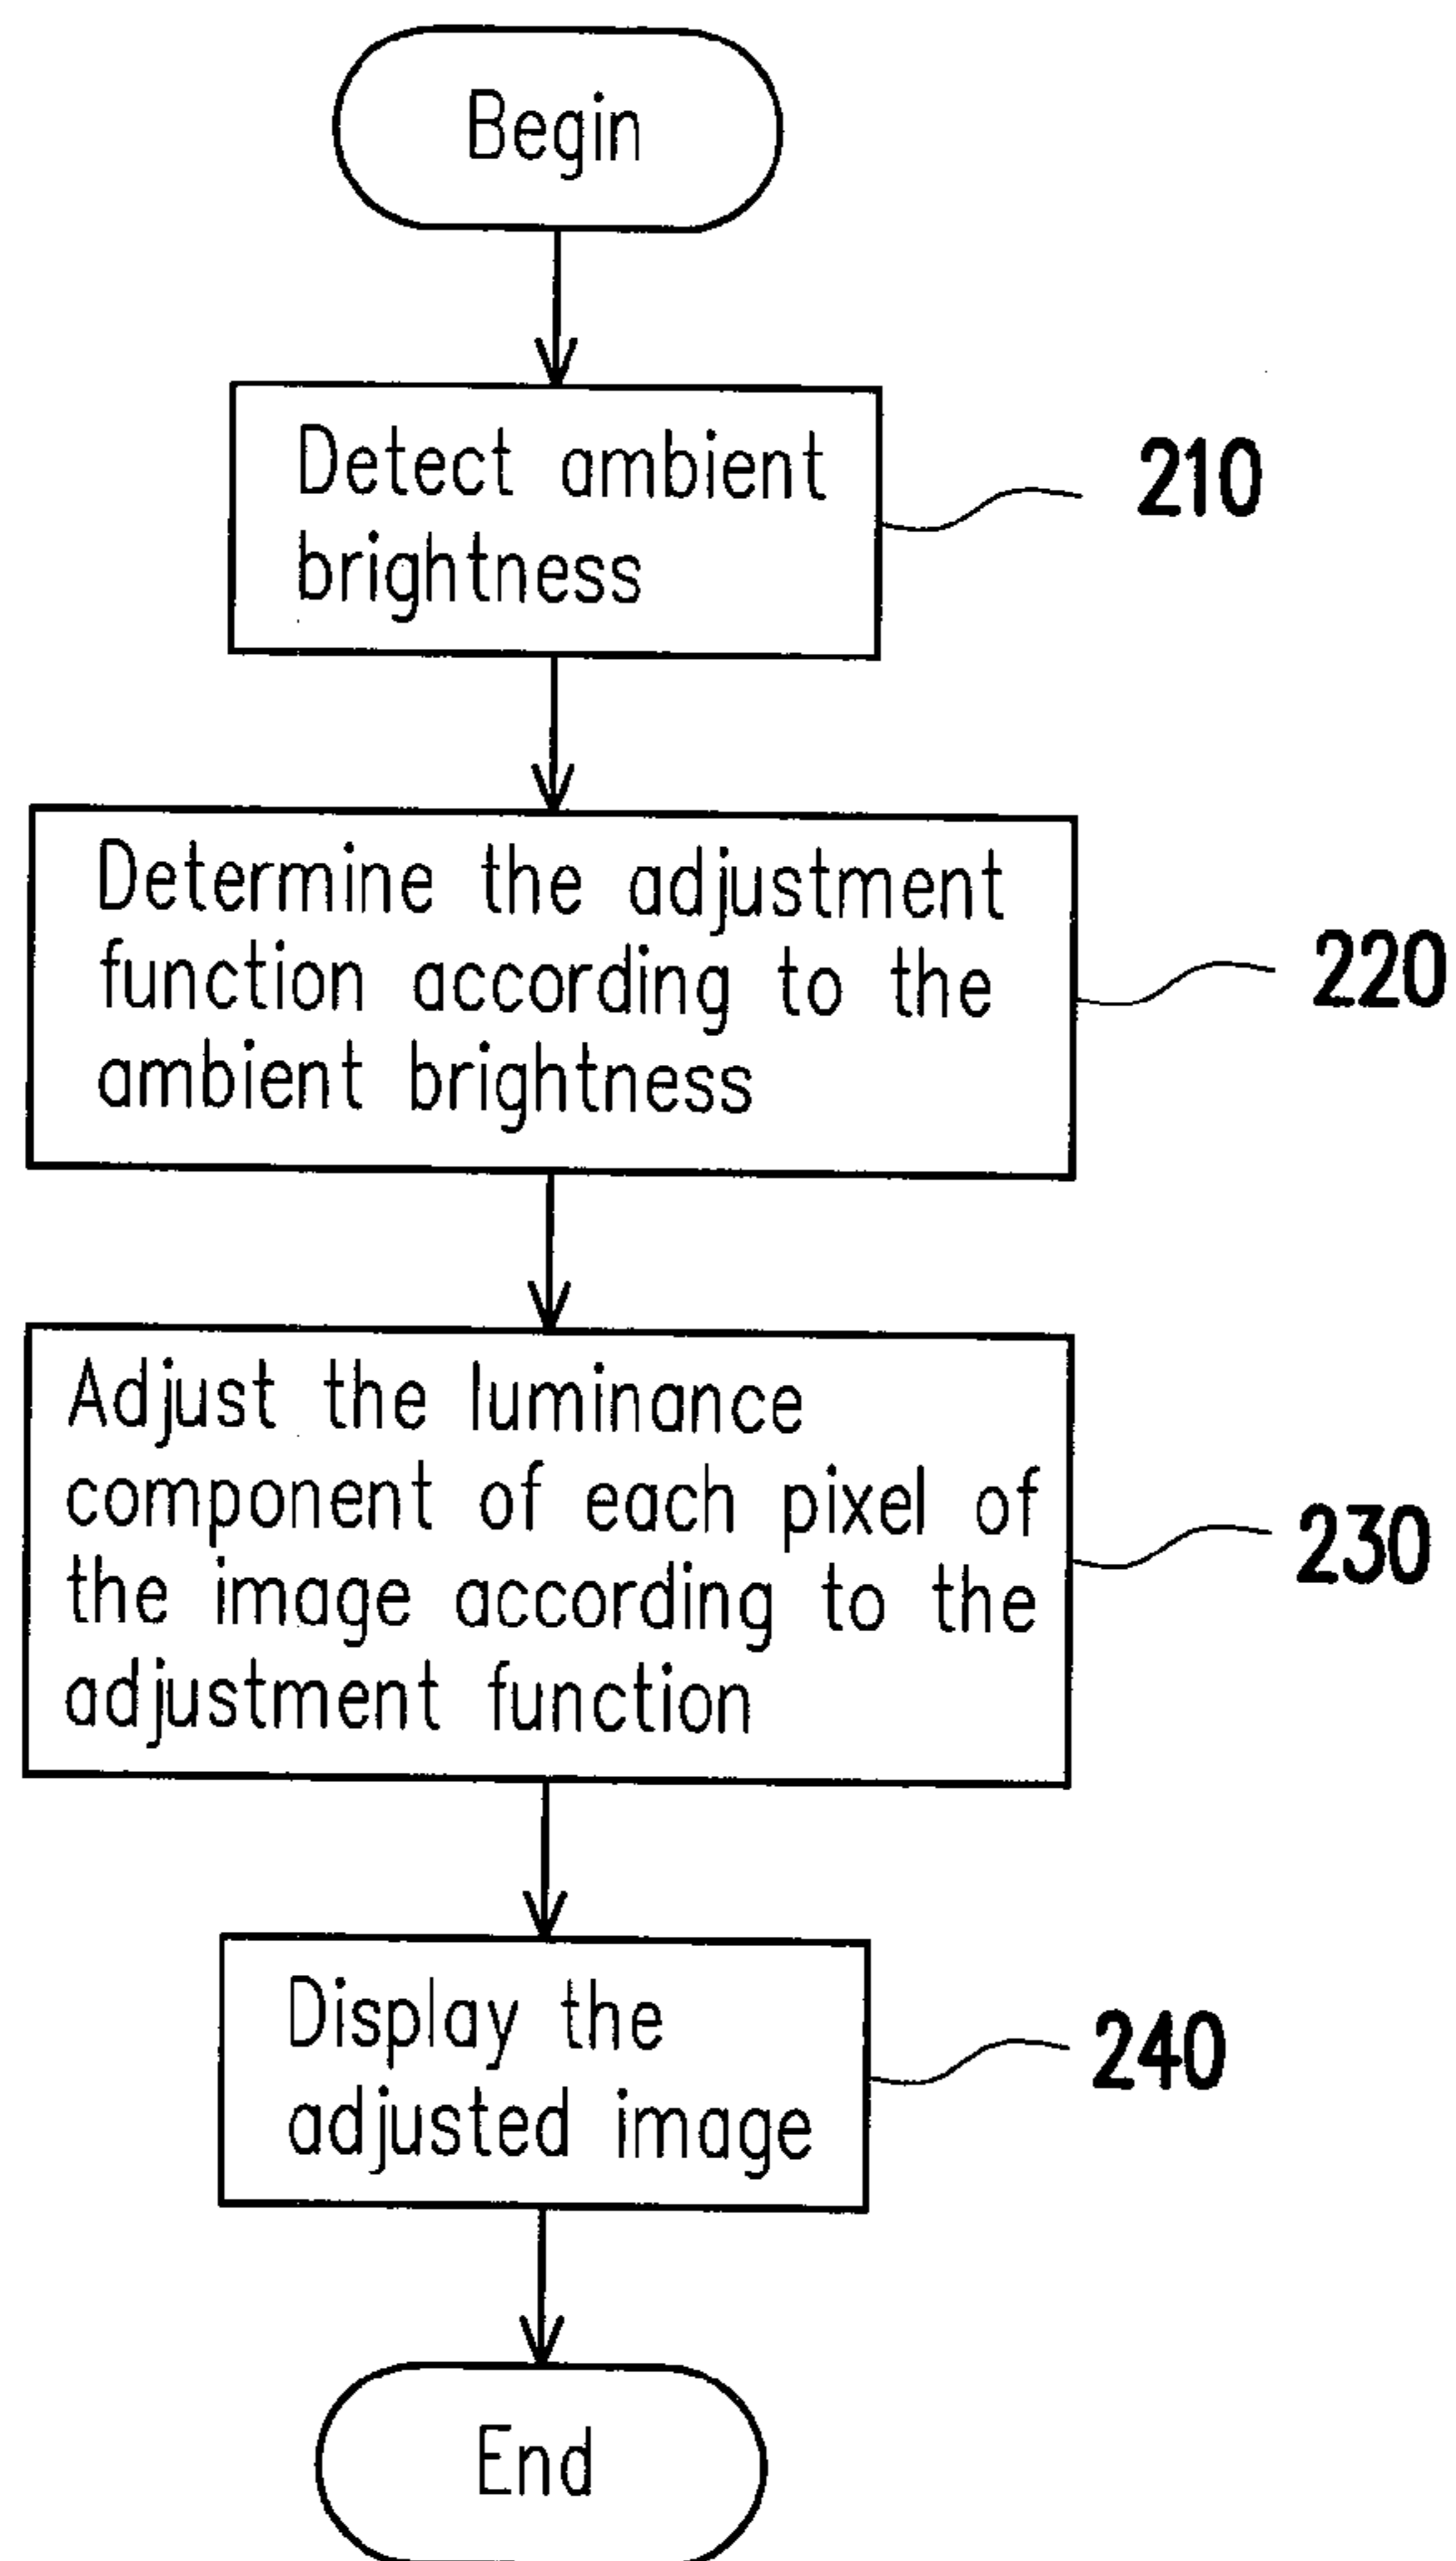 Begin
Detect ambient
brightness
210
Determine the adjustment
function according to the
ambient brightness
220
Adjust the luminance
component of each pixel of
the image according to the
adjustment function
230
Display the
adjusted image
240
End